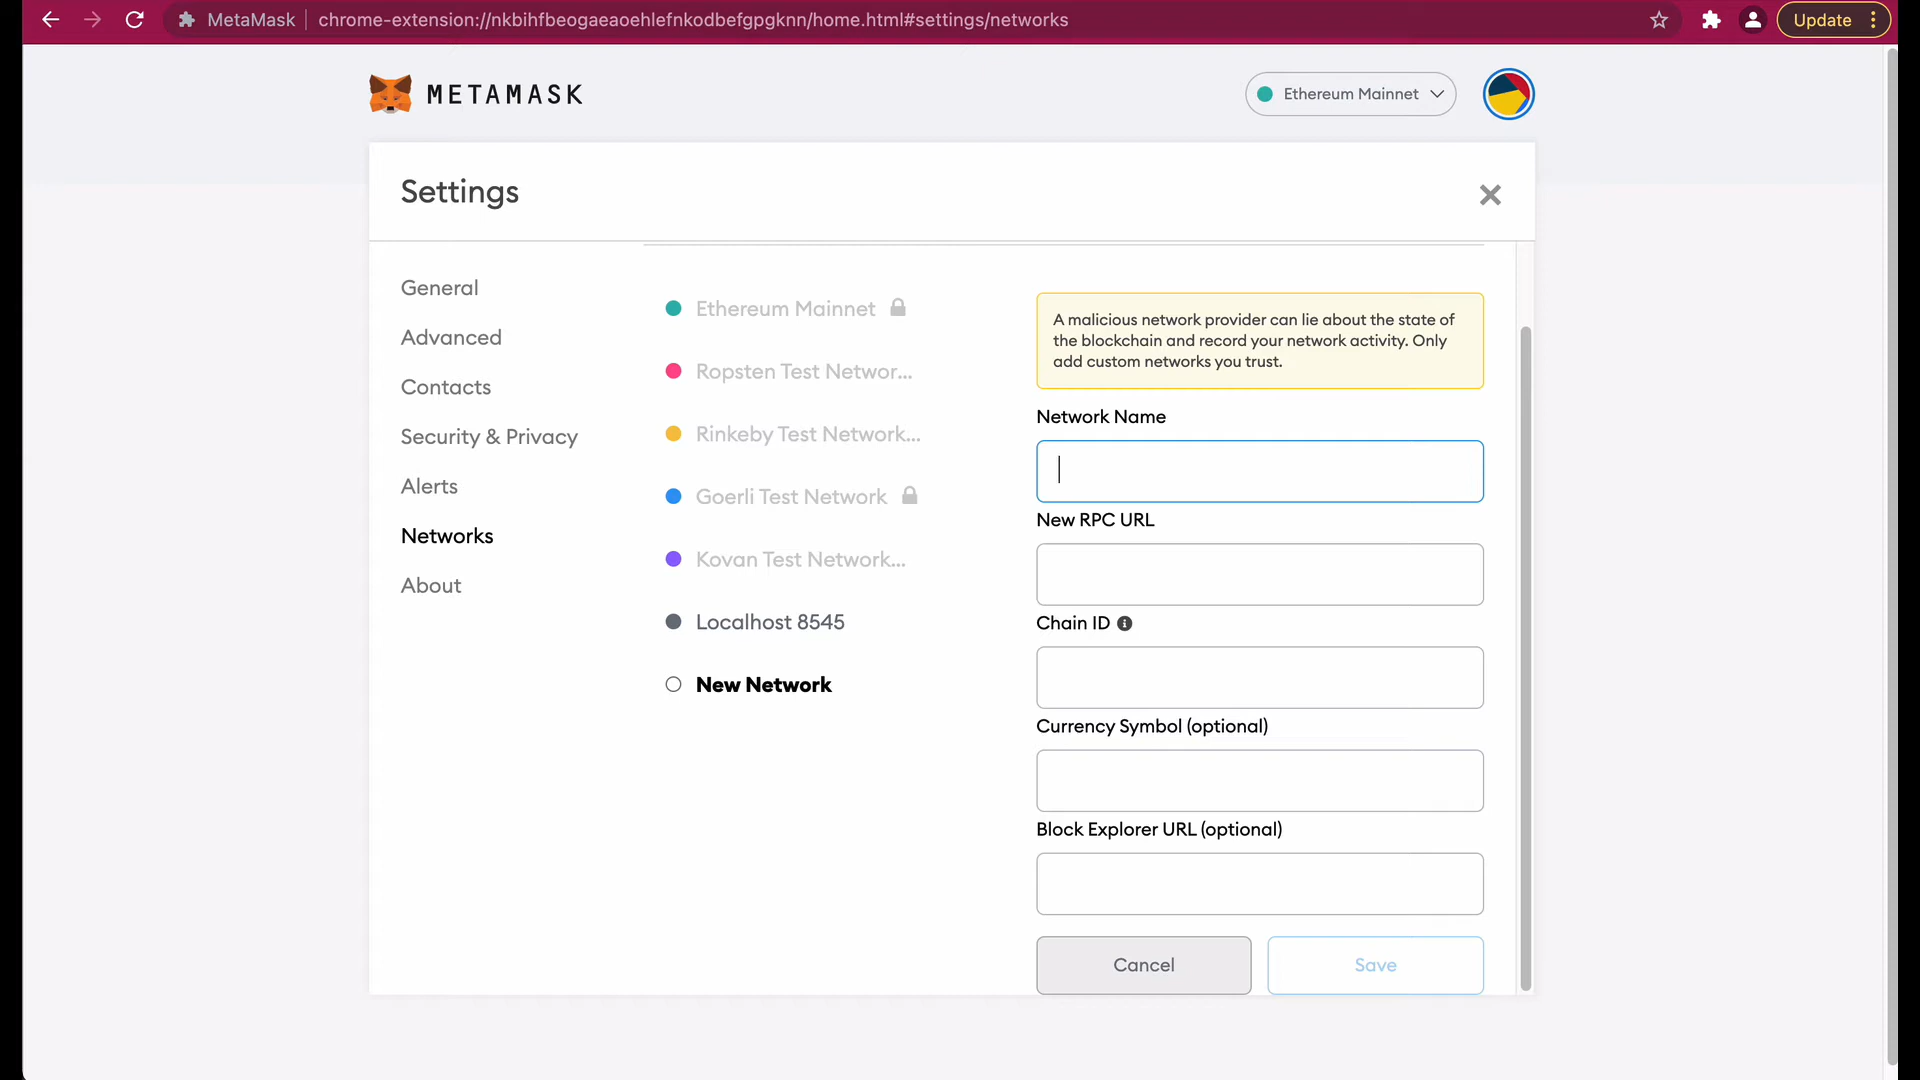 MetaMask
chrome-extension://nkbihfbeogaeaoehlefnkodbefgpgknn/home.html#settings/networks
Update
METAMASK
Ethereum Mainnet
Settings
General
Advanced
Contacts
Security & Privacy
Alerts
Networks
About
Ethereum Mainnet
Ropsten Test Networ...
Rinkeby Test Network...
Goerli Test Network
Kovan Test Network...
Localhost 8545
New Network
A malicious network provider can lie about the state of
the blockchain and record your network activity. Only
add custom networks you trust.
Network Name
New RPC URL
Chain ID
Currency Symbol (optional)
Block Explorer URL (optional)
Cancel
Save